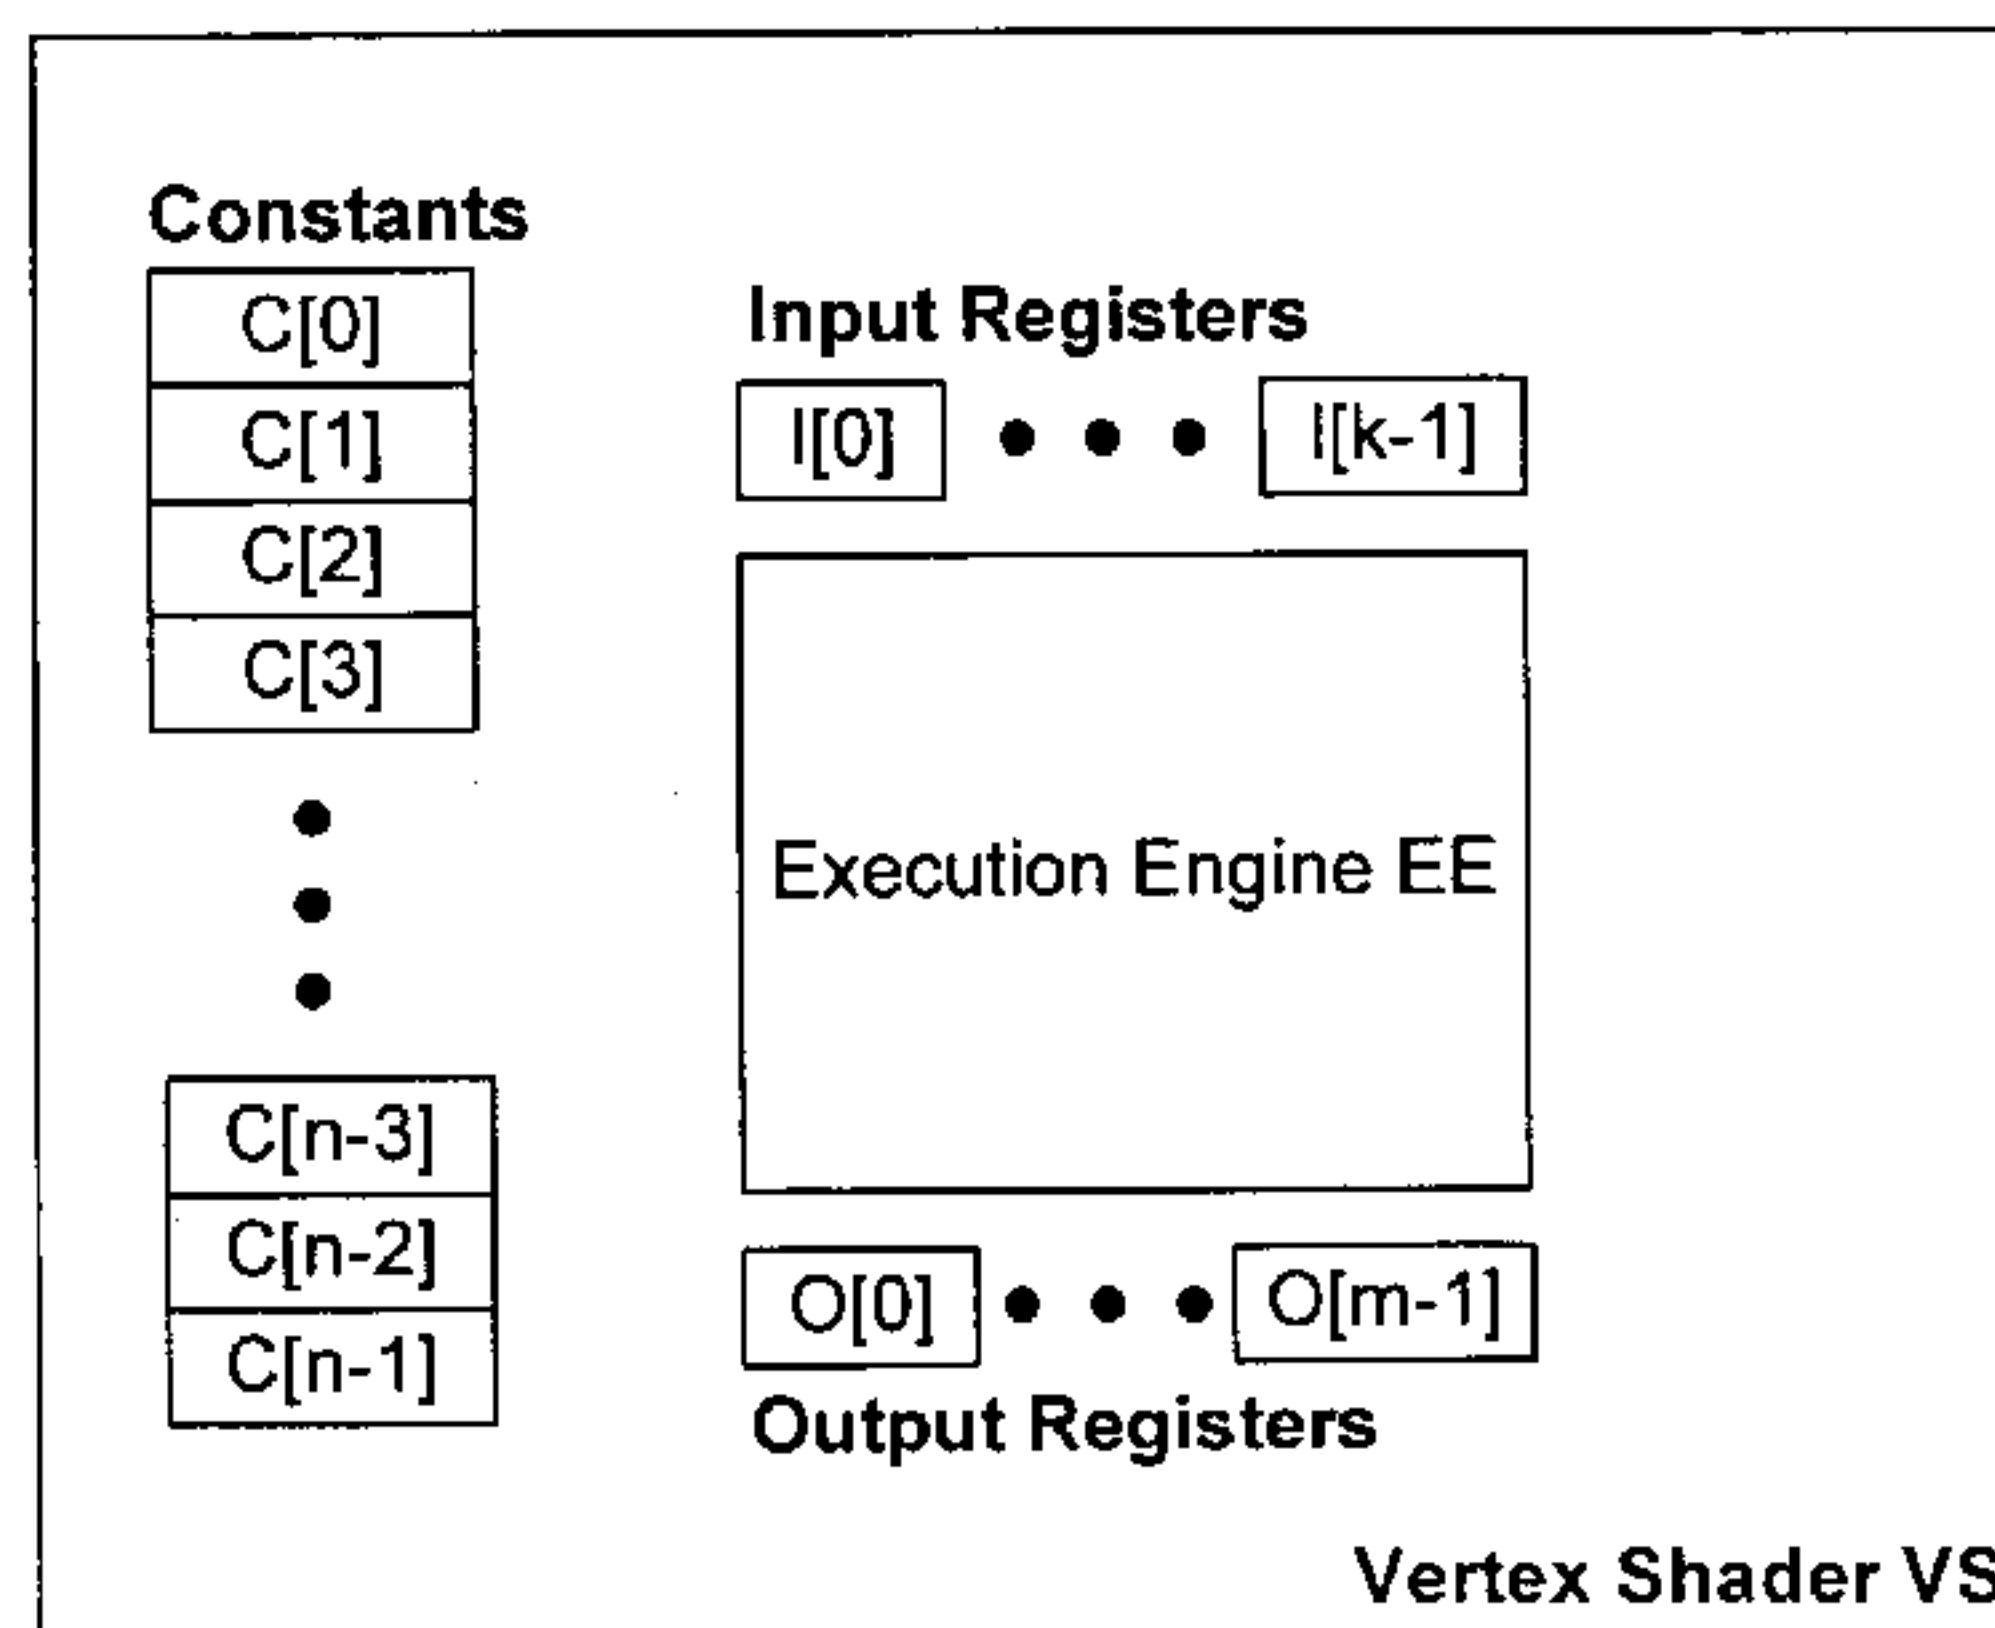 Constants
C[0]
C[1]
C[2]
C[3]
C[n-3]
C[n-2]
C[n-1]
Input Registers
I[0] ● ● ● I[k-1]
Execution Engine EE
O[0] ● ● ● O[m-1]
Output Registers
Vertex Shader VS